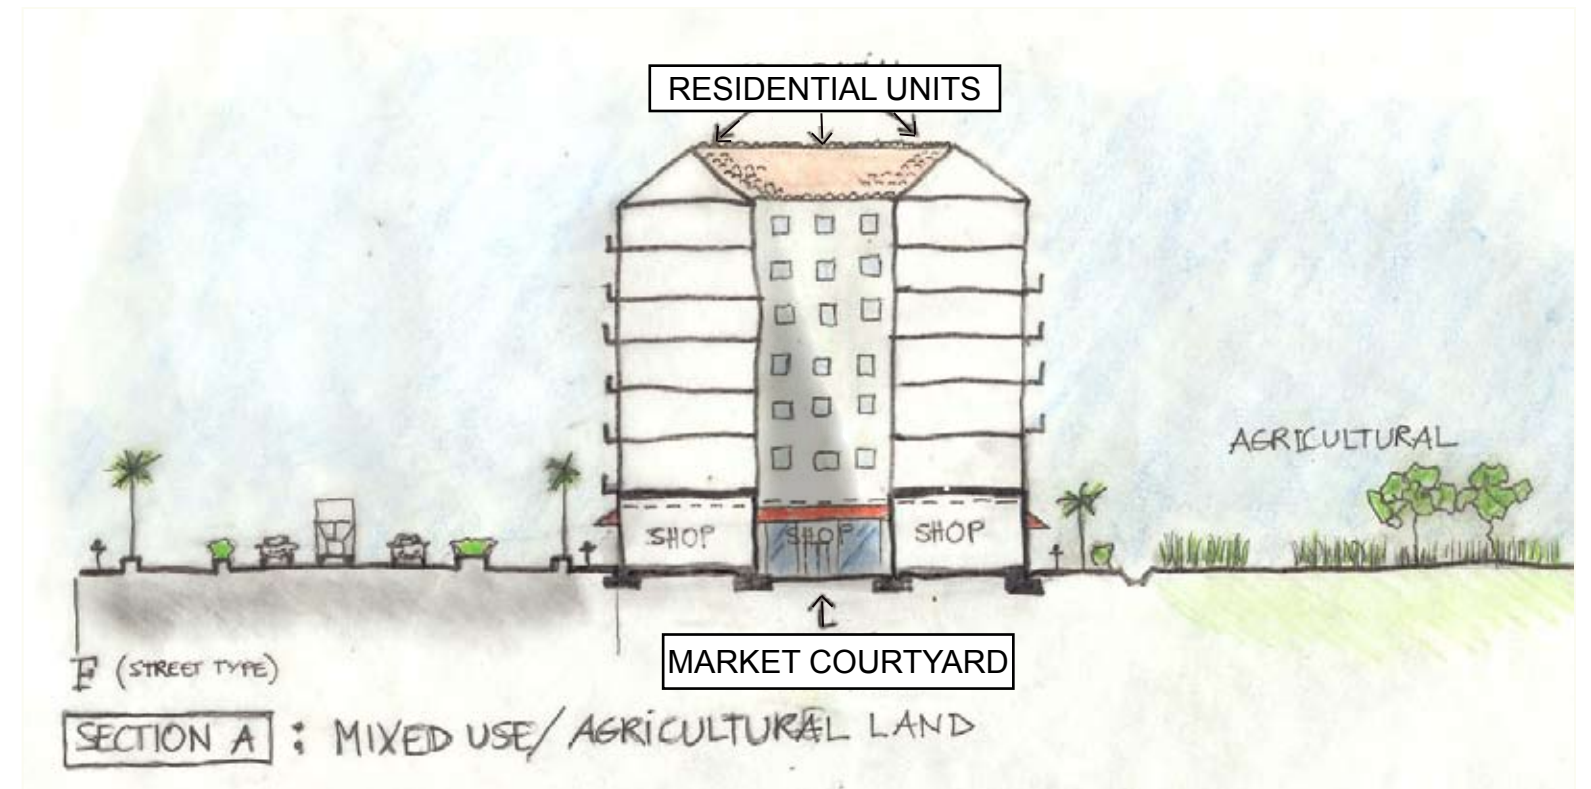 RESIDENTIAL UNITS
AGRICULTURAL
SHOP
SHOP
SHOP
MARKET COURTYARD
F (STREET TYPE)
SECTION A : MIXED USE/AGRICULTURAL LAND